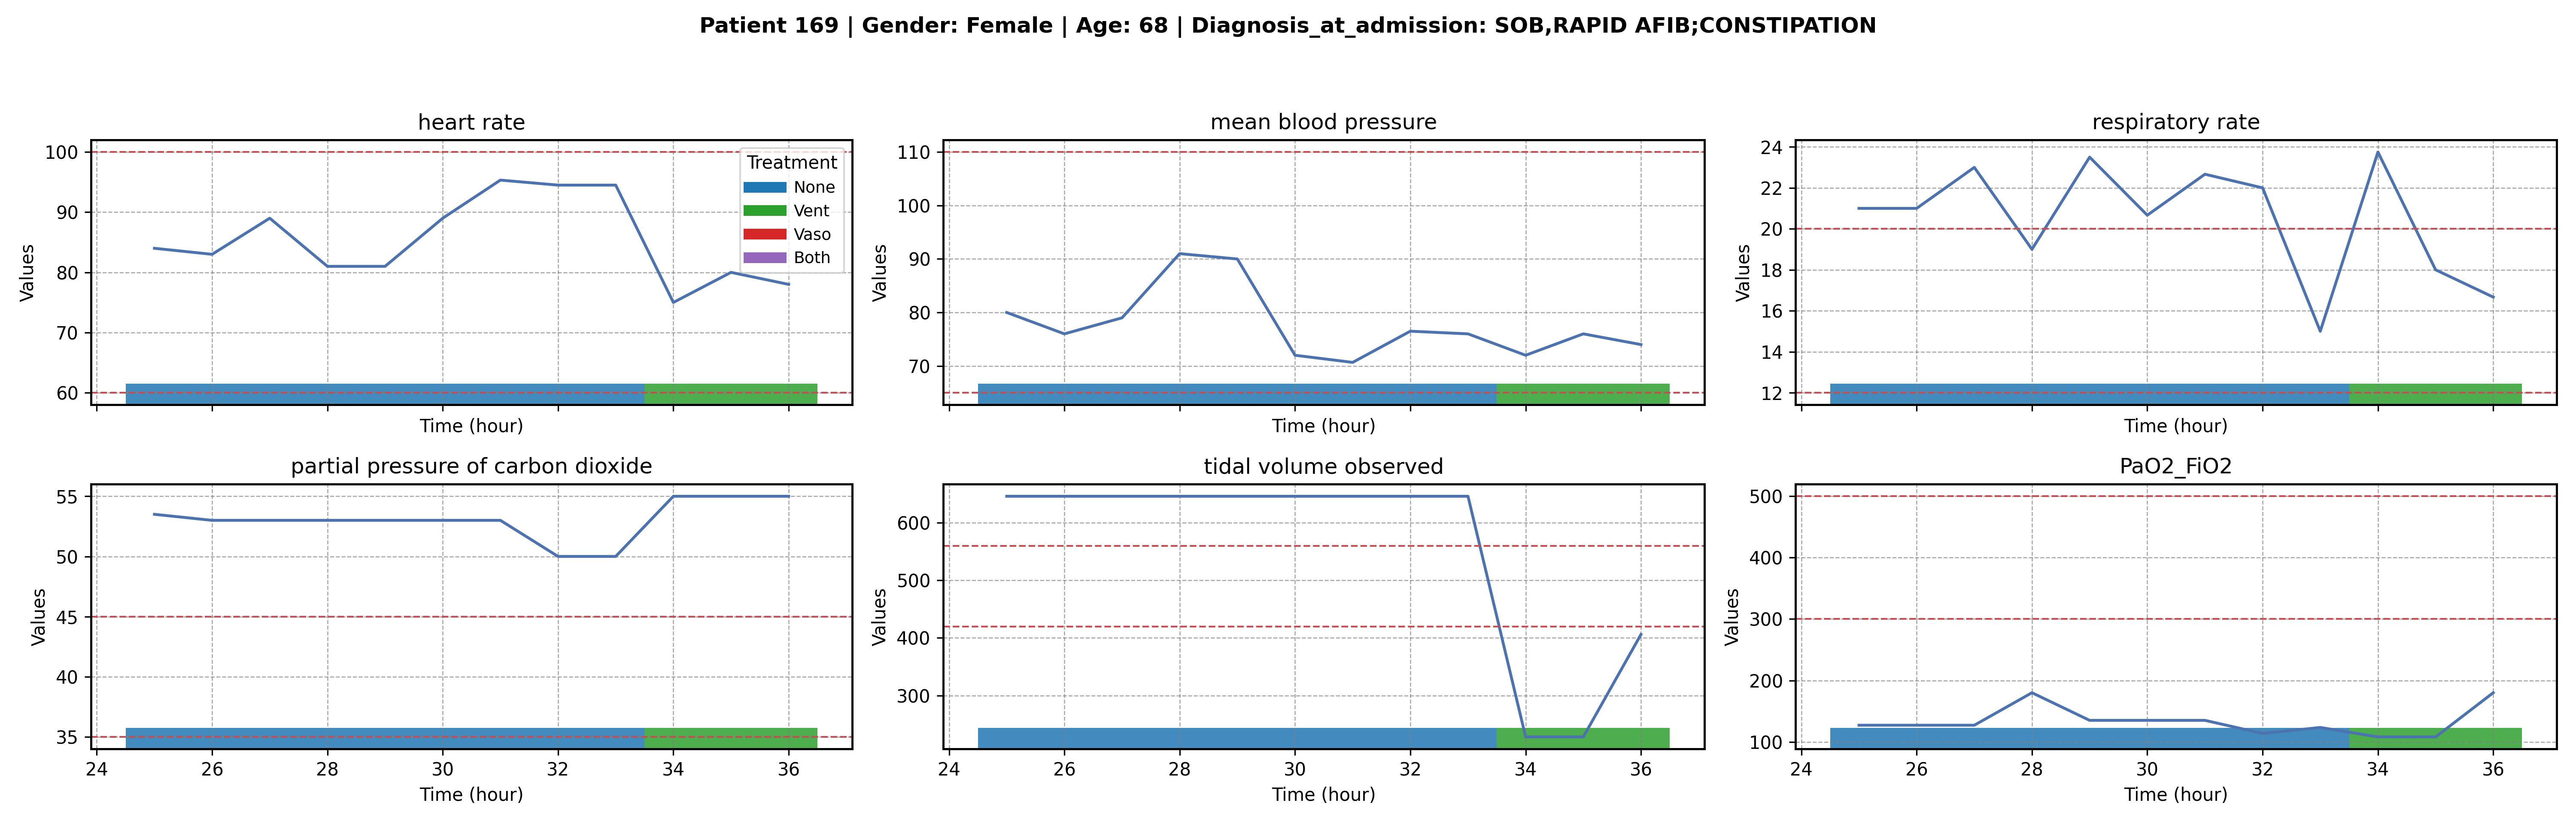 Patient 169 | Gender: Female | Age: 68 | Diagnosis_at_admission: SOB,RAPID AFIB;CONSTIPATION
heart rate
100
90
80
70
60
Values
Time (hour)
Treatment
None
Vent
Vaso
Both
mean blood pressure
110
100
90
80
70
Values
Time (hour)
respiratory rate
24
22
20
18
16
14
12
Values
Time (hour)
partial pressure of carbon dioxide
55
50
45
40
35
Values
24 26 28 30 32 34 36
Time (hour)
tidal volume observed
600
500
400
300
Values
24 26 28 30 32 34 36
Time (hour)
PaO2_FiO2
500
400
300
200
100
Values
24 26 28 30 32 34 36
Time (hour)